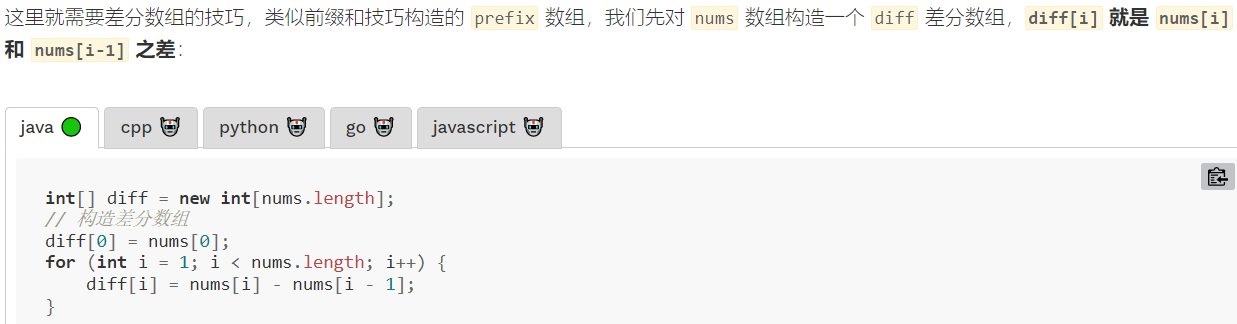 这里就需要差分数组的技巧，类似前缀和技巧构造的 prefix 数组，我们先对 nums 数组构造一个 diff 差分数组，diff[i] 就是 nums[i]
和 nums[i-1] 之差：
java cpp python go javascript
int[] diff = new int[nums.length];
// 构造差分数组
diff[0] = nums[0];
for (int i = 1; i < nums.length; i++) {
    diff[i] = nums[i] - nums[i - 1];
}